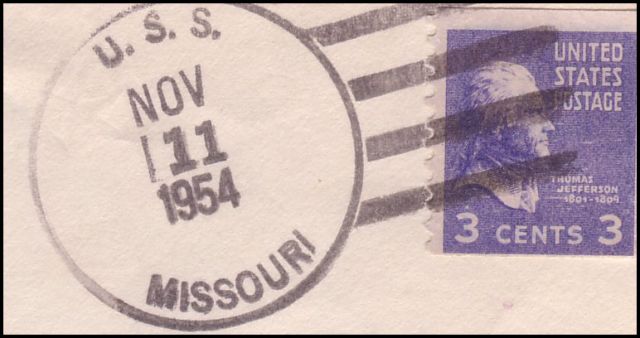 U. S. S.
NOV
11
1954
MISSOURI
UNITED
STATES
POSTAGE
THOMAS
JEFFERSON
1801-1809
3 CENTS 3